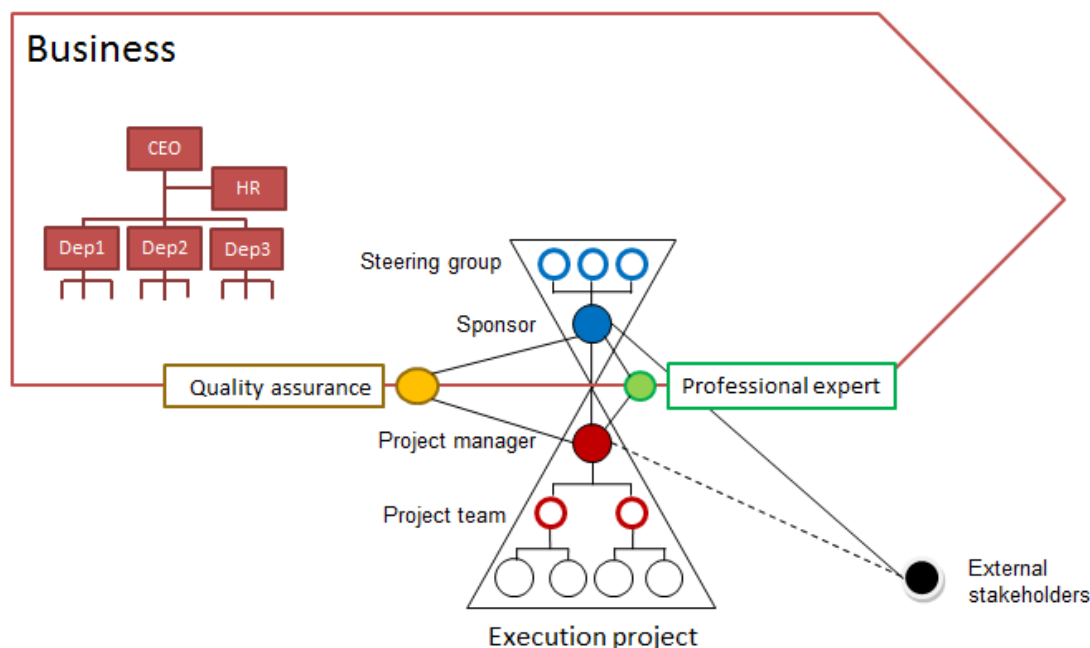 Business
CEO
HR
Dep1
Dep2
Dep3
Steering group
Sponsor
Quality assurance
Professional expert
Project manager
Project team
External
stakeholders
Execution project